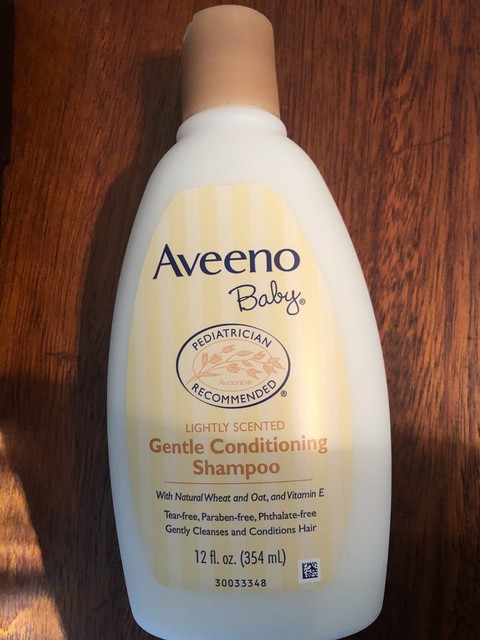 Aveeno
Baby®
PEDIATRICIAN
Aveeno®
RECOMMENDED®
LIGHTLY SCENTED
Gentle Conditioning
Shampoo
With Natural Wheat and Oat, and Vitamin E
Tear-free, Paraben-free, Phthalate-free
Gently Cleanses and Conditions Hair
12 fl. oz. (354 mL)
30033348